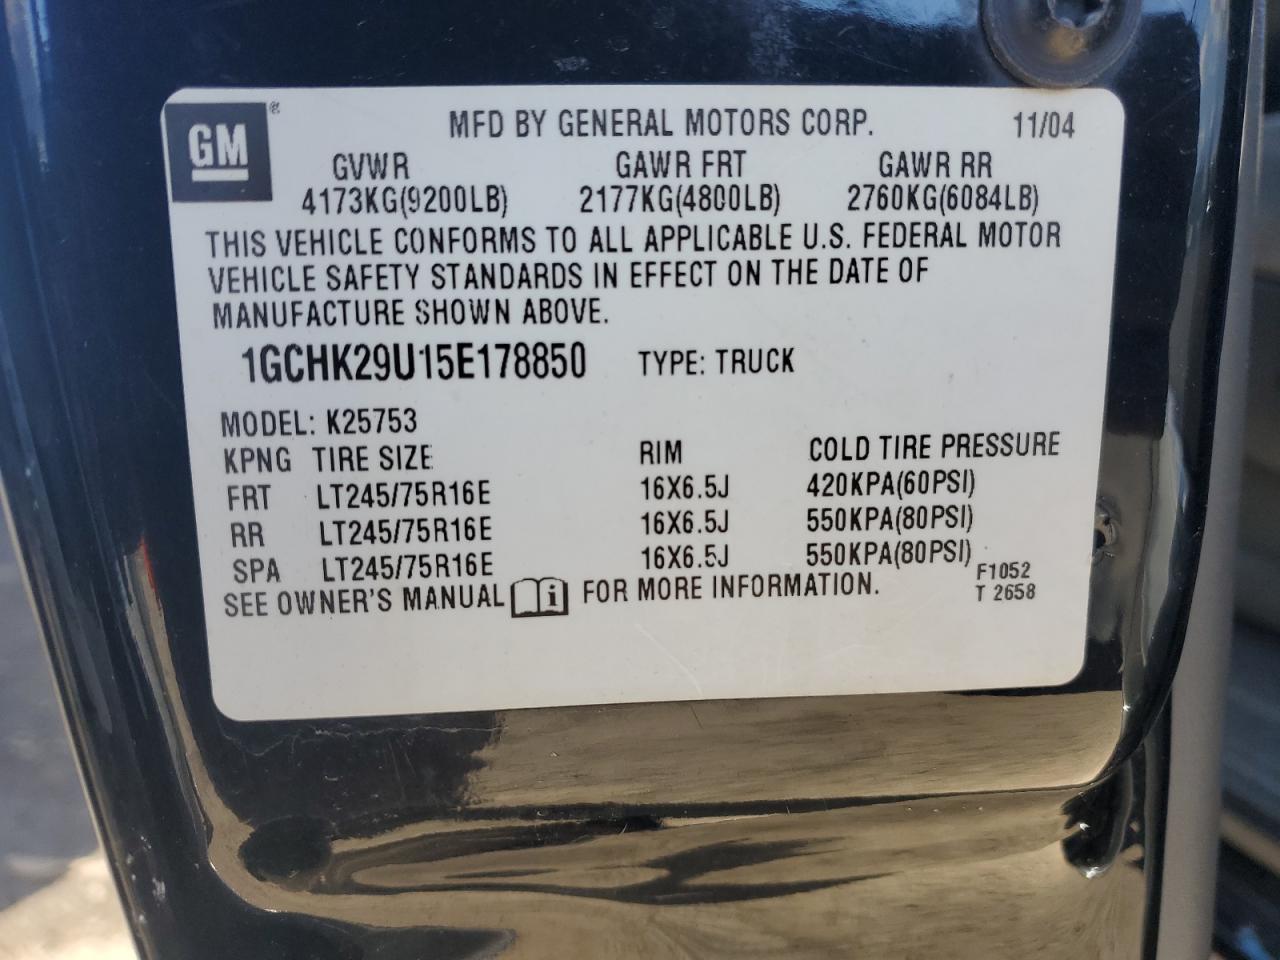 GM ®
MFD BY GENERAL MOTORS CORP. 11/04
GVWR GAWR FRT GAWR RR
4173KG(9200LB) 2177KG(4800LB) 2760KG(6084LB)
THIS VEHICLE CONFORMS TO ALL APPLICABLE U.S. FEDERAL MOTOR
VEHICLE SAFETY STANDARDS IN EFFECT ON THE DATE OF
MANUFACTURE SHOWN ABOVE.
1GCHK29U15E178850 TYPE: TRUCK
MODEL: K25753
KPNG TIRE SIZE RIM COLD TIRE PRESSURE
FRT LT245/75R16E 16X6.5J 420KPA(60PSI)
RR LT245/75R16E 16X6.5J 550KPA(80PSI)
SPA LT245/75R16E 16X6.5J 550KPA(80PSI)
SEE OWNER'S MANUAL i FOR MORE INFORMATION.
F1052
T 2658